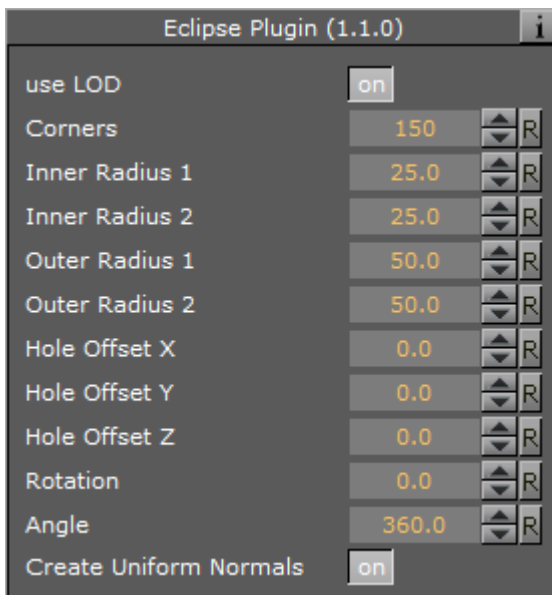 Eclipse Plugin (1.1.0) i
use LOD on
Corners 150 R
Inner Radius 1 25.0 R
Inner Radius 2 25.0 R
Outer Radius 1 50.0 R
Outer Radius 2 50.0 R
Hole Offset X 0.0 R
Hole Offset Y 0.0 R
Hole Offset Z 0.0 R
Rotation 0.0 R
Angle 360.0 R
Create Uniform Normals on